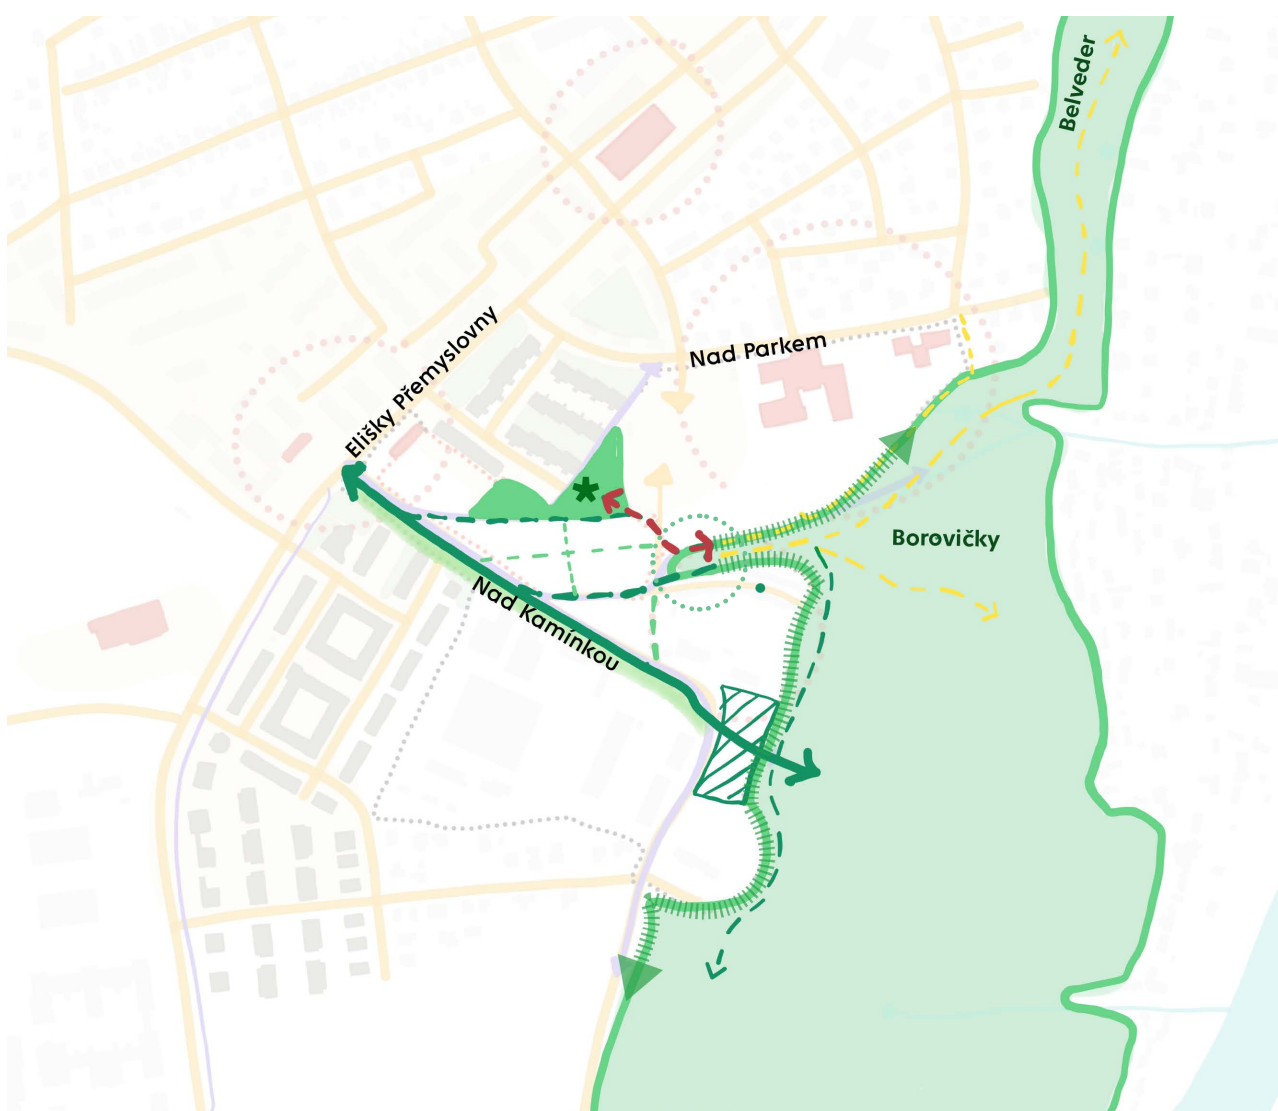 Belveder
Elišky Přemyslovny
Nad Parkem
Borovičky
Nad Kamínkou